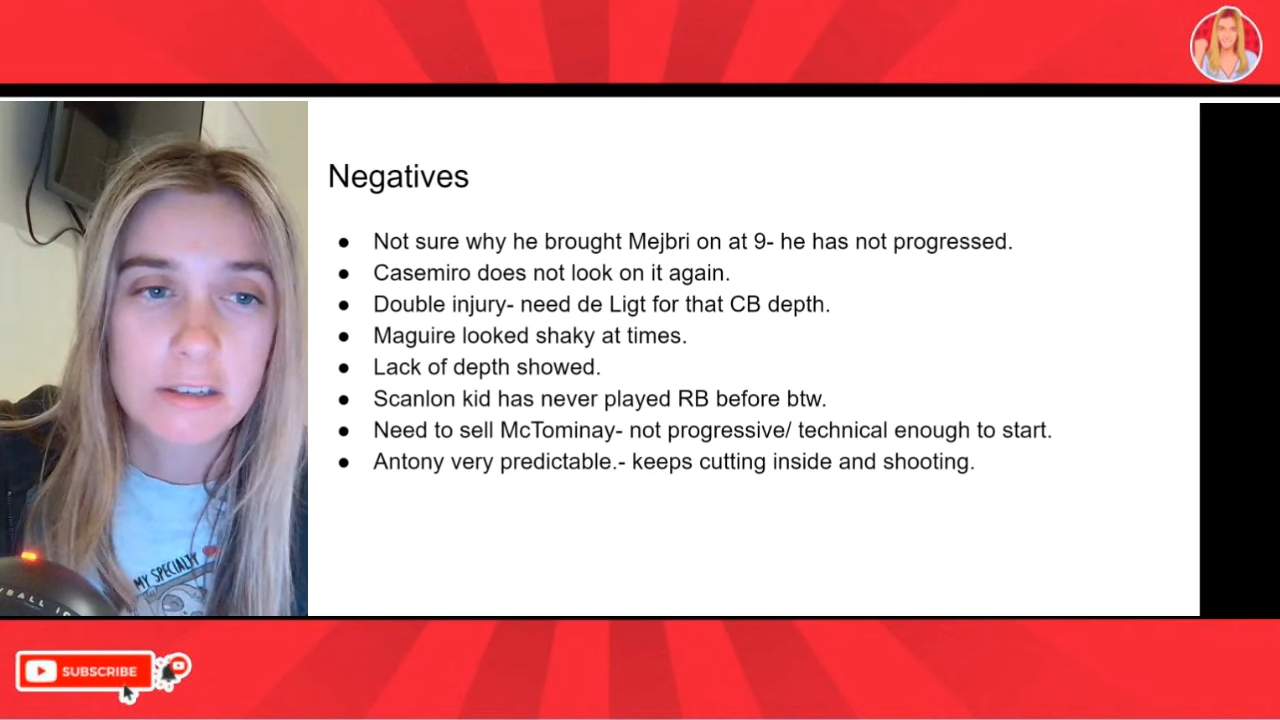 Negatives
● Not sure why he brought Mejbri on at 9- he has not progressed.
● Casemiro does not look on it again.
● Double injury- need de Ligt for that CB depth.
● Maguire looked shaky at times.
● Lack of depth showed.
● Scanlon kid has never played RB before btw.
● Need to sell McTominay- not progressive/ technical enough to start.
● Antony very predictable.- keeps cutting inside and shooting.
MY SPECIALTY
SUBSCRIBE